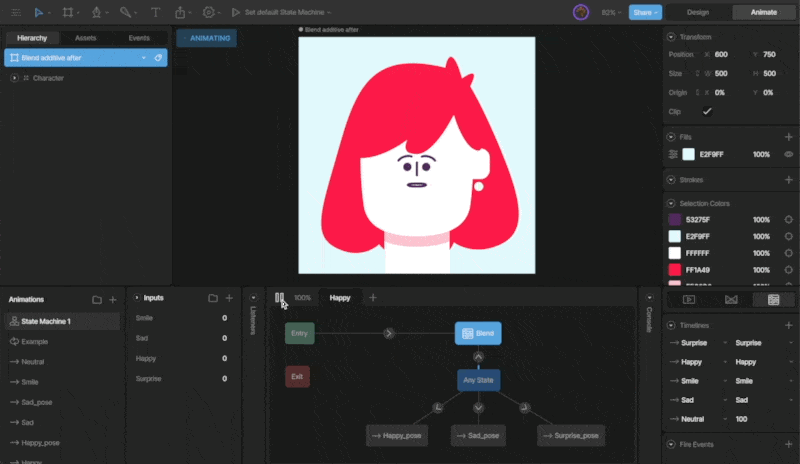 Set default State Machine
82%
Share
Design
Animate
Hierarchy
Assets
Events
ANIMATING
Blend additive after
Blend additive after
Character
Transform
Position X 600 Y 750
Size W 500 H 500
Origin X 0% Y 0%
Clip
Fills
E2F9FF 100%
Strokes
Selection Colors
53275F 100%
E2F9FF 100%
FFFFFF 100%
FF1A49 100%
Animations
State Machine 1
Example
Neutral
Smile
Sad_pose
Sad
Happy_pose
Happy
Inputs
Smile 0
Sad 0
Happy 0
Surprise 0
Listeners
100%
Happy
Entry
Blend
Exit
Any State
Happy_pose
Sad_pose
Surprise_pose
Console
Timelines
Surprise Surprise
Happy Happy
Smile Smile
Sad Sad
Neutral 100
Fire Events